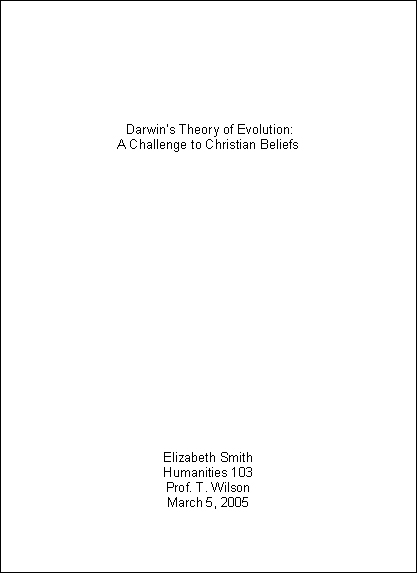 Darwin's Theory of Evolution:
A Challenge to Christian Beliefs
Elizabeth Smith
Humanities 103
Prof. T. Wilson
March 5, 2005